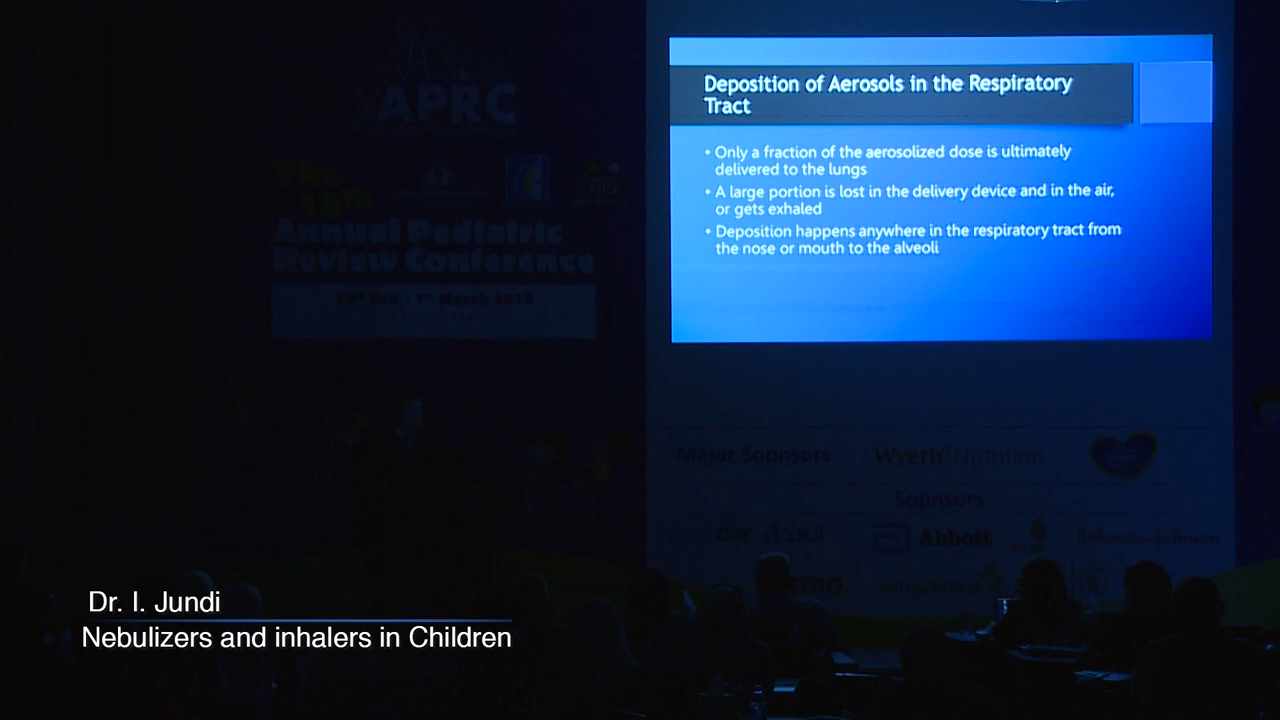 APRC
Annual Pediatric
Review Conference
Deposition of Aerosols in the Respiratory
Tract
• Only a fraction of the aerosolized dose is ultimately
delivered to the lungs
• A large portion is lost in the delivery device and in the air,
or gets exhaled
• Deposition happens anywhere in the respiratory tract from
the nose or mouth to the alveoli
Major Sopnsors
Wyeth Nutrition
Sopnsors
Abbott
Johnson & Johnson
AstraZeneca
Dr. I. Jundi
Nebulizers and inhalers in Children